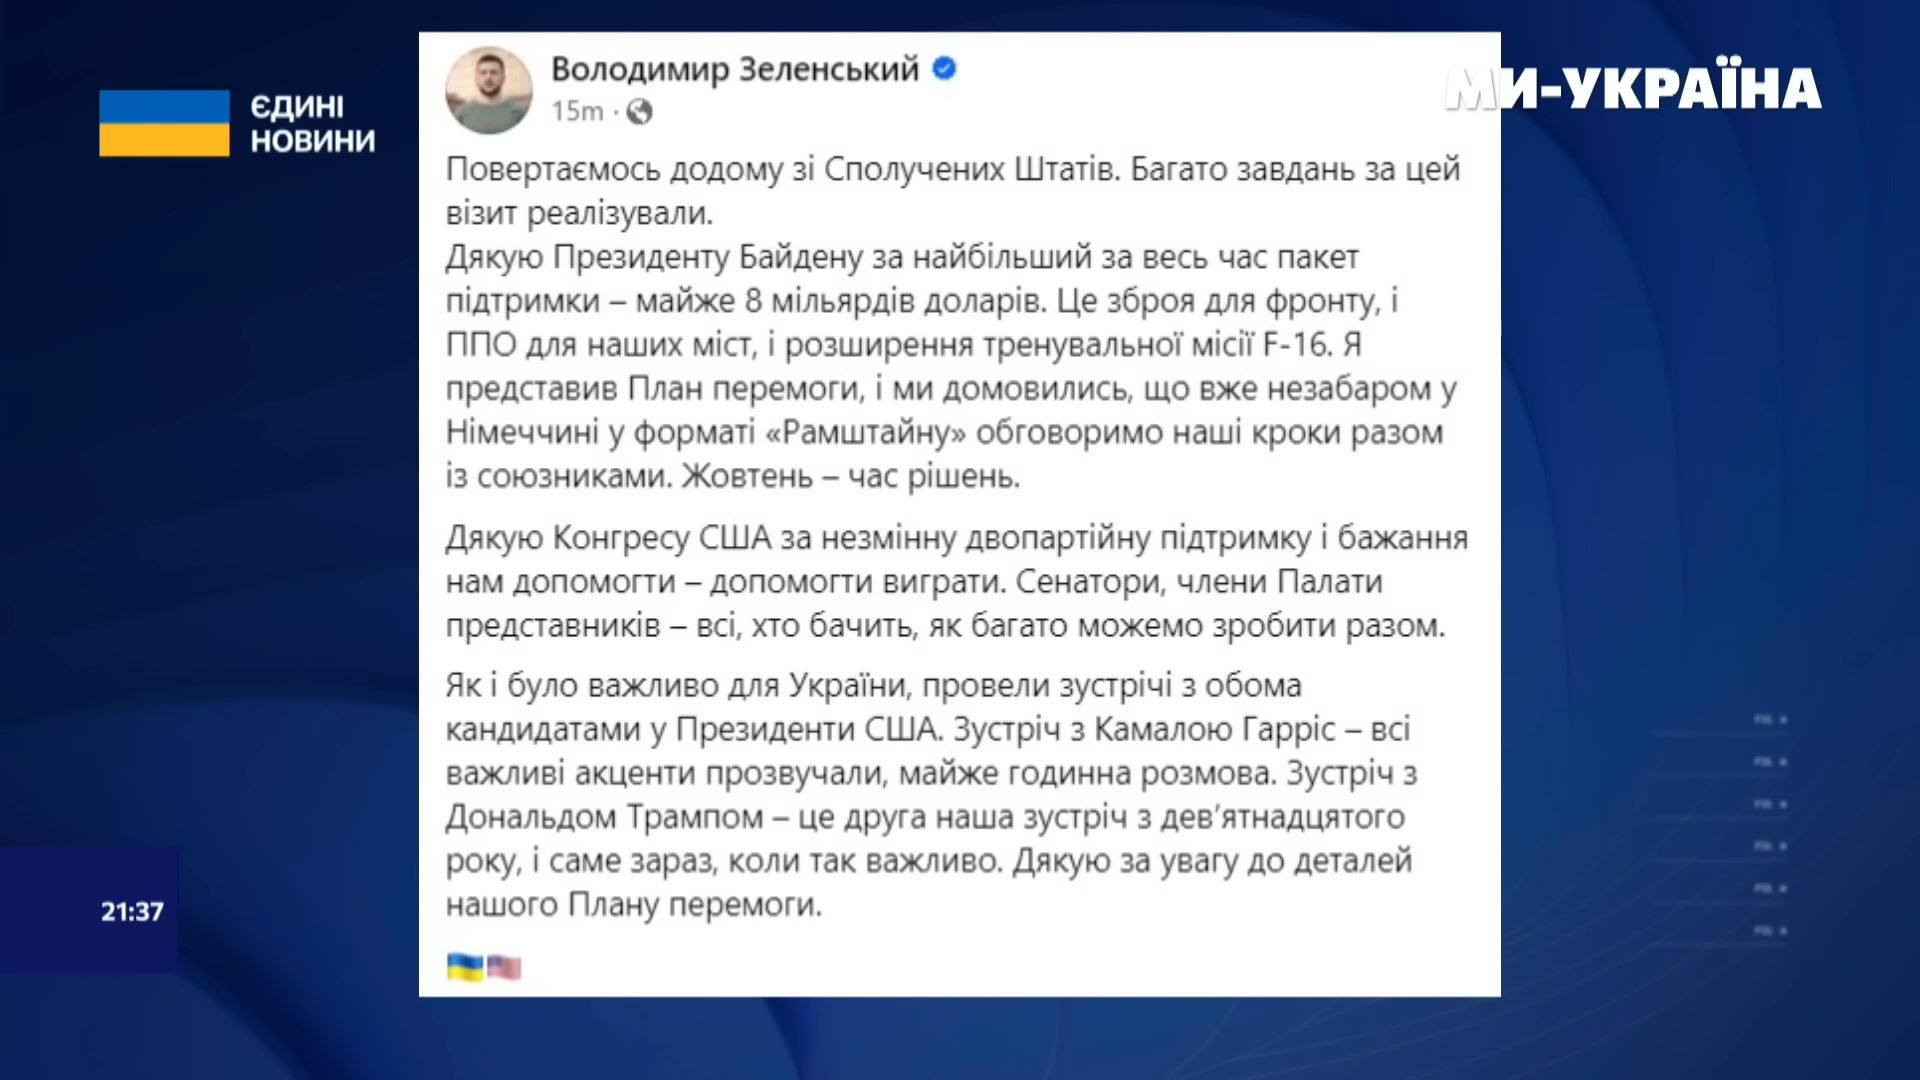 ЄДИНІ
НОВИНИ
МИ-УКРАЇНА
Володимир Зеленський
15m ·
Повертаємось додому зі Сполучених Штатів. Багато завдань за цей
візит реалізували.
Дякую Президенту Байдену за найбільший за весь час пакет
підтримки – майже 8 мільярдів доларів. Це зброя для фронту, і
ППО для наших міст, і розширення тренувальної місії F-16. Я
представив План перемоги, і ми домовились, що вже незабаром у
Німеччині у форматі «Рамштайну» обговоримо наші кроки разом
із союзниками. Жовтень – час рішень.
Дякую Конгресу США за незмінну двопартійну підтримку і бажання
нам допомогти – допомогти виграти. Сенатори, члени Палати
представників – всі, хто бачить, як багато можемо зробити разом.
Як і було важливо для України, провели зустрічі з обома
кандидатами у Президенти США. Зустріч з Камалою Гарріс – всі
важливі акценти прозвучали, майже годинна розмова. Зустріч з
Дональдом Трампом – це друга наша зустріч з дев’ятнадцятого
року, і саме зараз, коли так важливо. Дякую за увагу до деталей
нашого Плану перемоги.
21:37